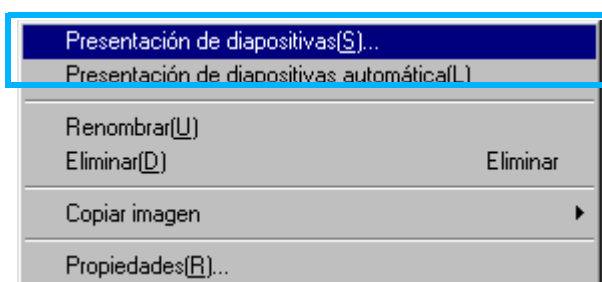 Presentación de diapositivas(S)...
Presentación de diapositivas automática(L)
Renombrar(U)
Eliminar(D) Eliminar
Copiar imagen
Propiedades(R)...